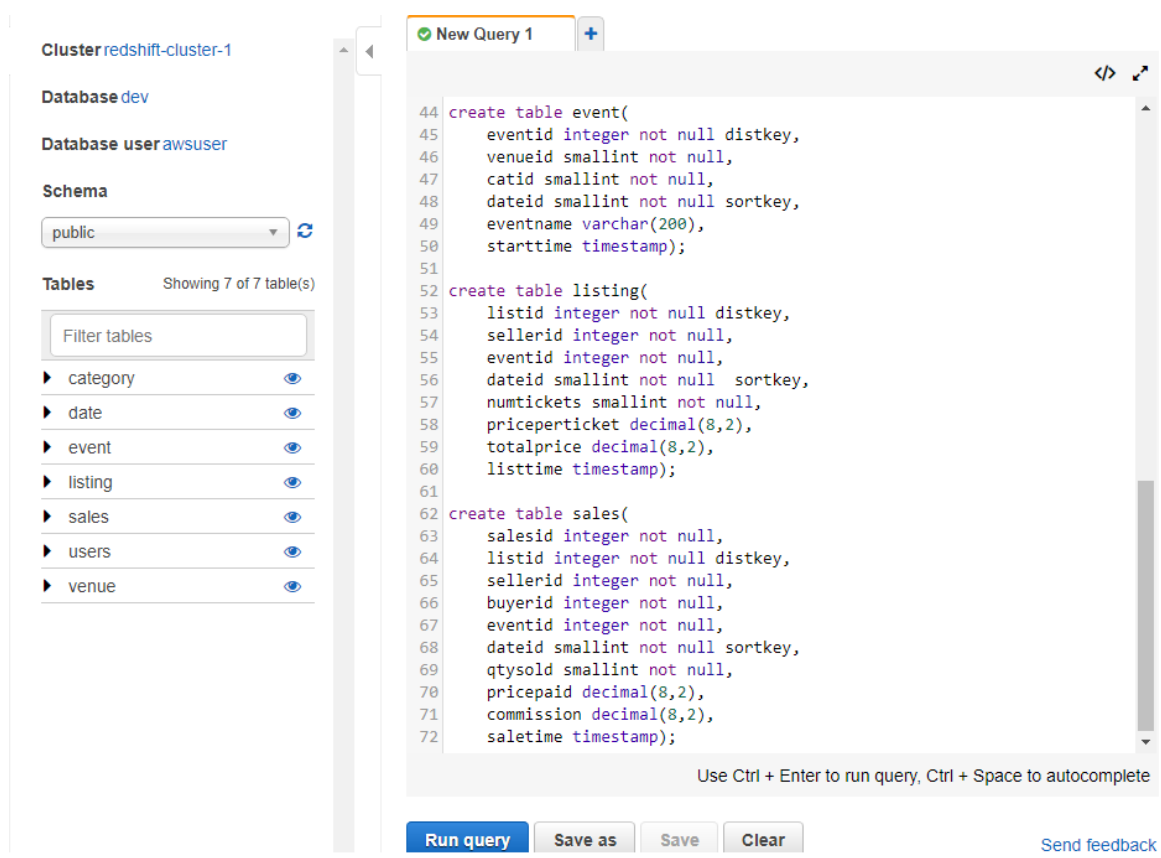 Cluster redshift-cluster-1
Database dev
Database user awsuser
Schema
public
Tables Showing 7 of 7 table(s)
Filter tables
category
date
event
listing
sales
users
venue
New Query 1 +
</>
44 create table event(
45 eventid integer not null distkey,
46 venueid smallint not null,
47 catid smallint not null,
48 dateid smallint not null sortkey,
49 eventname varchar(200),
50 starttime timestamp);
51
52 create table listing(
53 listid integer not null distkey,
54 sellerid integer not null,
55 eventid integer not null,
56 dateid smallint not null  sortkey,
57 numtickets smallint not null,
58 priceperticket decimal(8,2),
59 totalprice decimal(8,2),
60 listtime timestamp);
61
62 create table sales(
63 salesid integer not null,
64 listid integer not null distkey,
65 sellerid integer not null,
66 buyerid integer not null,
67 eventid integer not null,
68 dateid smallint not null sortkey,
69 qtysold smallint not null,
70 pricepaid decimal(8,2),
71 commission decimal(8,2),
72 saletime timestamp);
Use Ctrl + Enter to run query, Ctrl + Space to autocomplete
Run query Save as Save Clear Send feedback